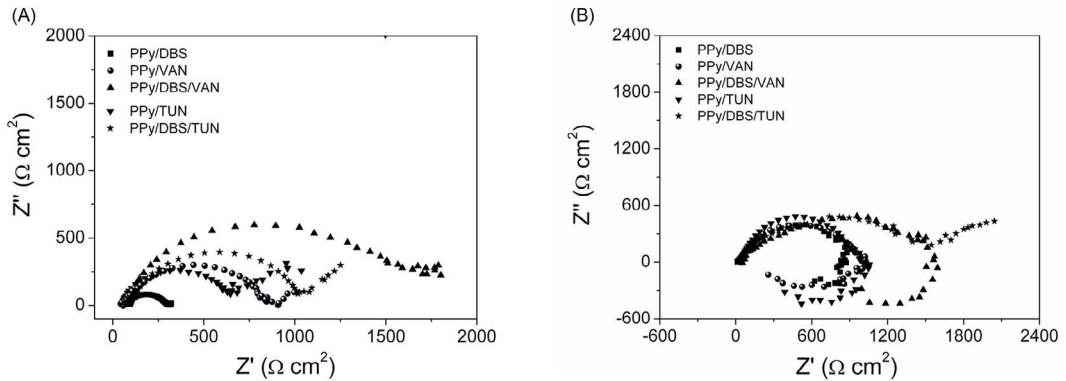 (A)
2000
1500
1000
500
0
0
500
1000
1500
2000
Z'' (Ω cm²)
Z' (Ω cm²)
PPy/DBS
PPy/VAN
PPy/DBS/VAN
PPy/TUN
PPy/DBS/TUN
(B)
2400
1800
1200
600
0
-600
-600
0
600
1200
1800
2400
Z'' (Ω cm²)
Z' (Ω cm²)
PPy/DBS
PPy/VAN
PPy/DBS/VAN
PPy/TUN
PPy/DBS/TUN